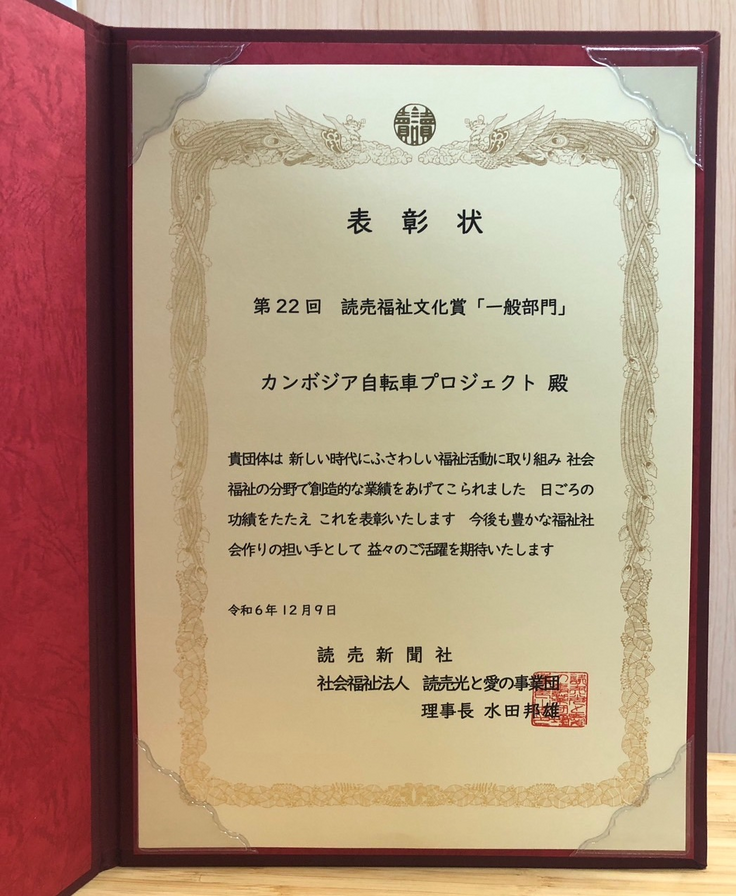 讀賣
表彰状
第22回 読売福祉文化賞「一般部門」
カンボジア自転車プロジェクト 殿
貴団体は 新しい時代にふさわしい福祉活動に取り組み 社会
福祉の分野で創造的な業績をあげてこられました 日ごろの
功績をたたえ これを表彰いたします 今後も豊かな福祉社
会作りの担い手として 益々のご活躍を期待いたします
令和6年12月9日
読売新聞社
社会福祉法人 読売光と愛の事業団
理事長 水田邦雄